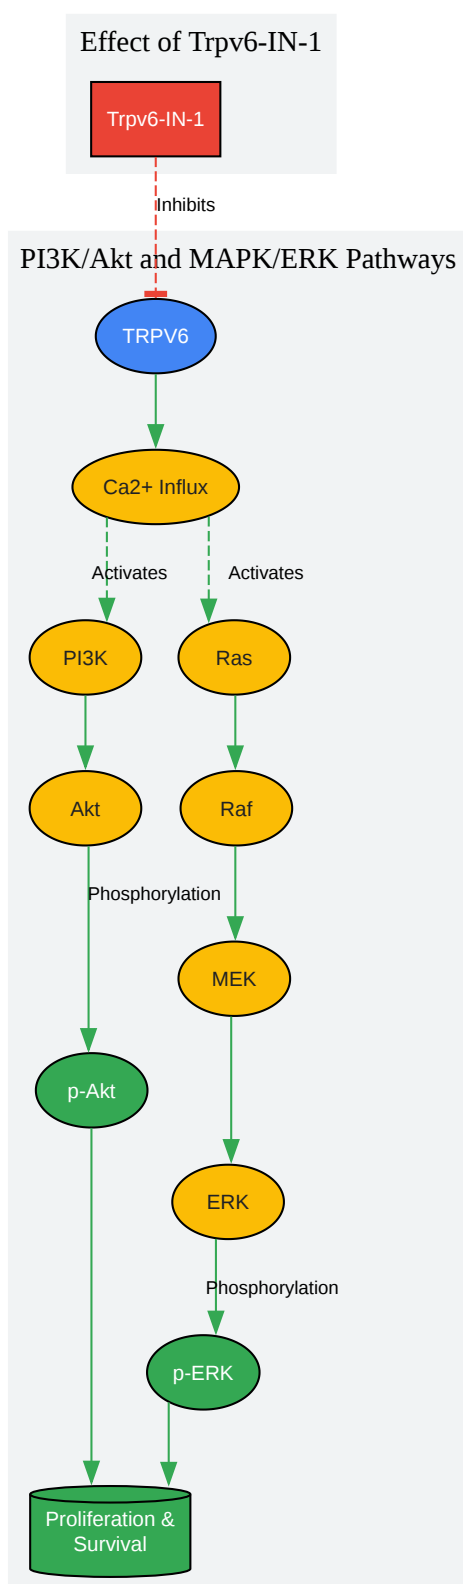 Effect of Trpv6-IN-1
Trpv6-IN-1
Inhibits
PI3K/Akt and MAPK/ERK Pathways
TRPV6
Ca2+ Influx
Activates
Activates
PI3K
Ras
Akt
Raf
Phosphorylation
MEK
p-Akt
ERK
Phosphorylation
p-ERK
Proliferation &
Survival